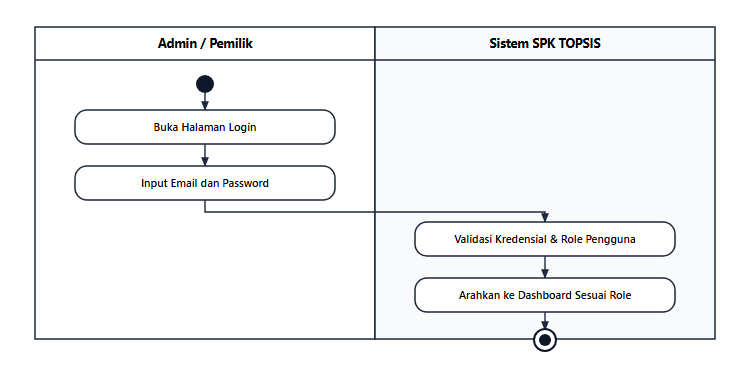 Admin / Pemilik
Sistem SPK TOPSIS
Buka Halaman Login
Input Email dan Password
Validasi Kredensial & Role Pengguna
Arahkan ke Dashboard Sesuai Role